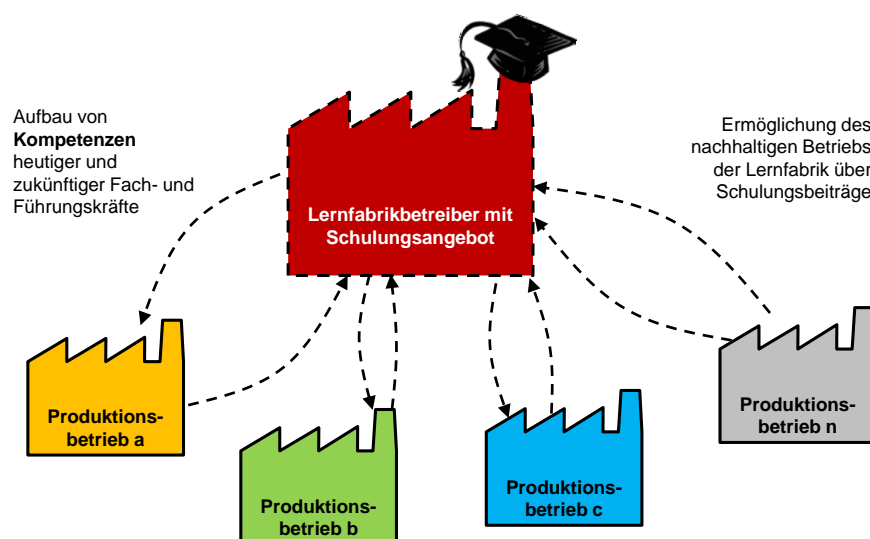 Aufbau von
Kompetenzen
heutiger und
zukünftiger Fach- und
Führungskräfte
Ermöglichung des
nachhaltigen Betriebs
der Lernfabrik über
Schulungsbeiträge
Lernfabrikbetreiber mit
Schulungsangebot
Produktions-
betrieb a
Produktions-
betrieb b
Produktions-
betrieb c
Produktions-
betrieb n